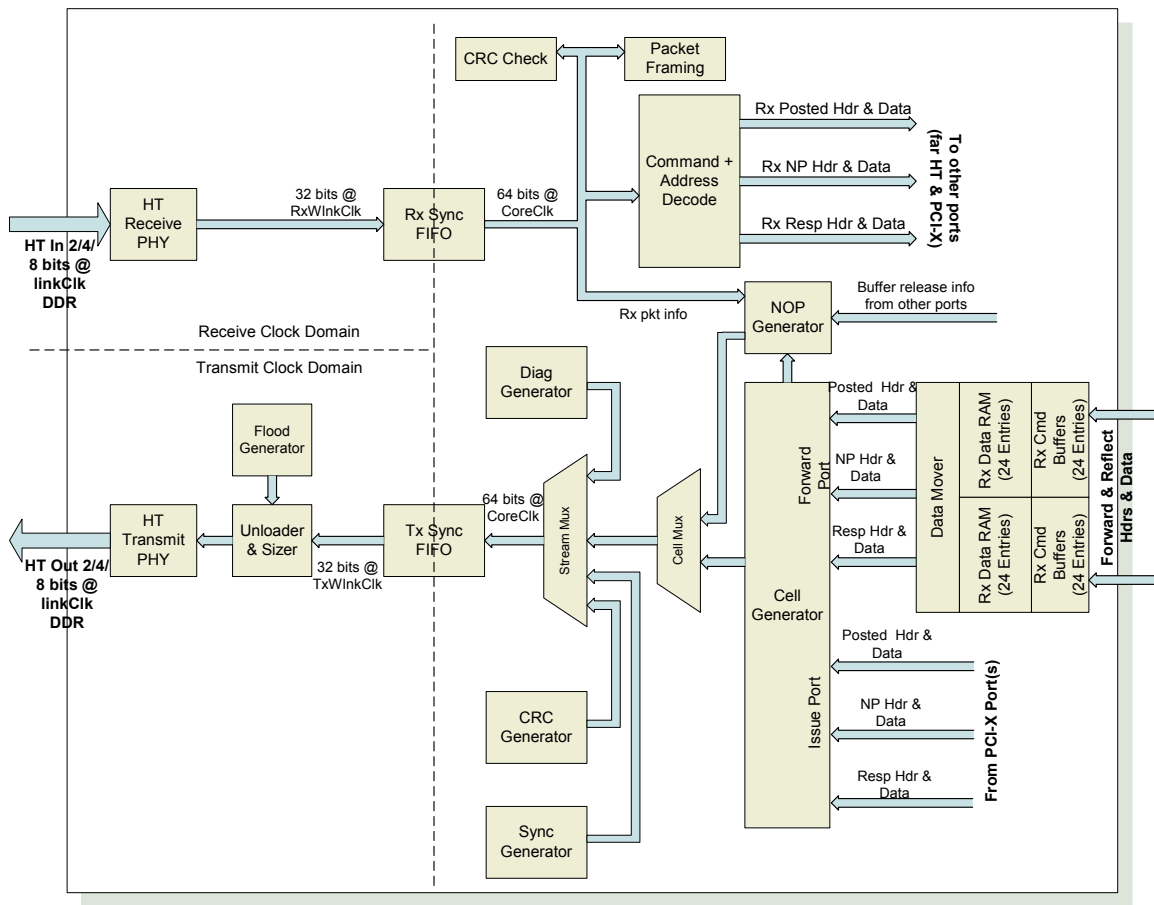 CRC Check
Packet
Framing
Rx Posted Hdr & Data
Rx NP Hdr & Data
Rx Resp Hdr & Data
Command +
Address
Decode
To other ports
(far HT & PCI-X)
HT
Receive
PHY
32 bits @
RxWlnkClk
Rx Sync
FIFO
64 bits @
CoreClk
HT In 2/4/
8 bits @
linkClk
DDR
Rx pkt info
NOP
Generator
Buffer release info
from other ports
Receive Clock Domain
Transmit Clock Domain
Diag
Generator
Flood
Generator
HT
Transmit
PHY
Unloader
& Sizer
32 bits @
TxWlnkClk
Tx Sync
FIFO
64 bits @
CoreClk
Stream Mux
Cell Mux
HT Out 2/4/
8 bits @
linkClk
DDR
Cell
Generator
Forward
Port
Issue Port
Posted Hdr &
Data
NP Hdr &
Data
Resp Hdr &
Data
Data Mover
Rx Data RAM
(24 Entries)
Rx Cmd
Buffers
(24 Entries)
Rx Data RAM
(24 Entries)
Rx Cmd
Buffers
(24 Entries)
Forward & Reflect
Hdrs & Data
Posted Hdr &
Data
NP Hdr &
Data
Resp Hdr &
Data
From PCI-X Port(s)
CRC
Generator
Sync
Generator